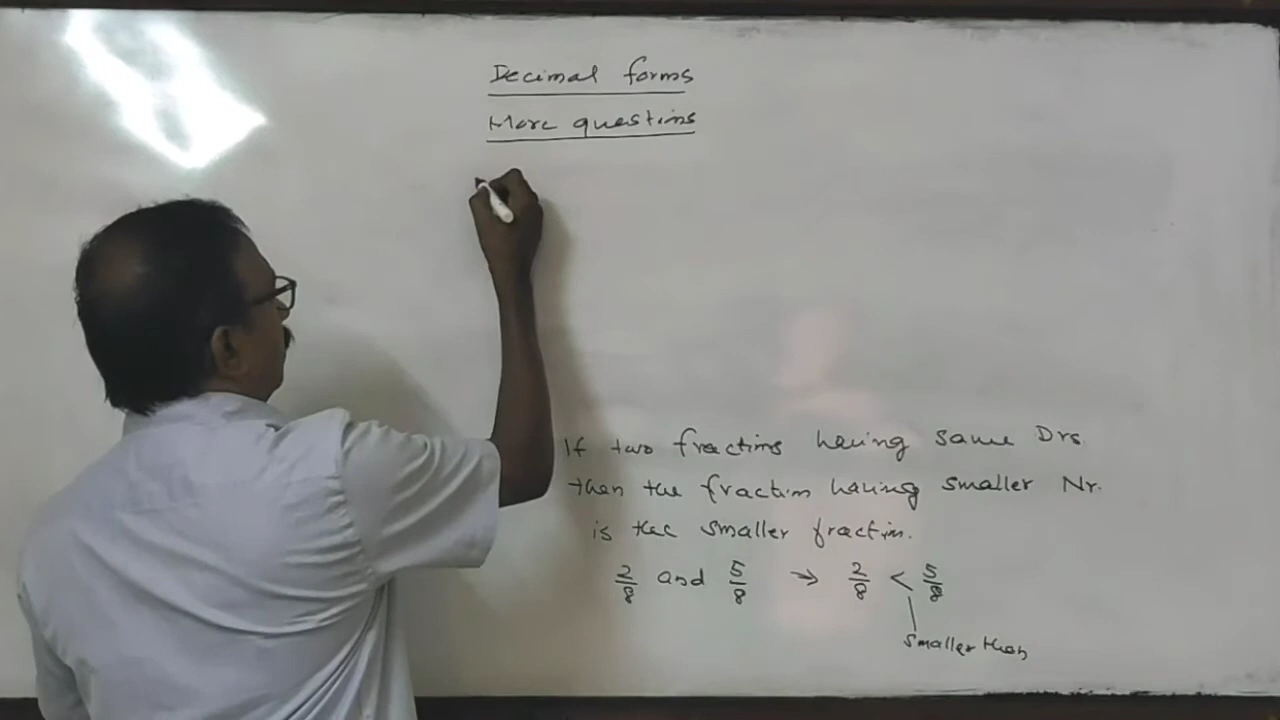 Decimal forms
More questions
If two fractions having same Drs.
then the fraction having smaller Nr.
is the smaller fraction.
2/8 and 5/8 → 2/8 < 5/8
smaller than